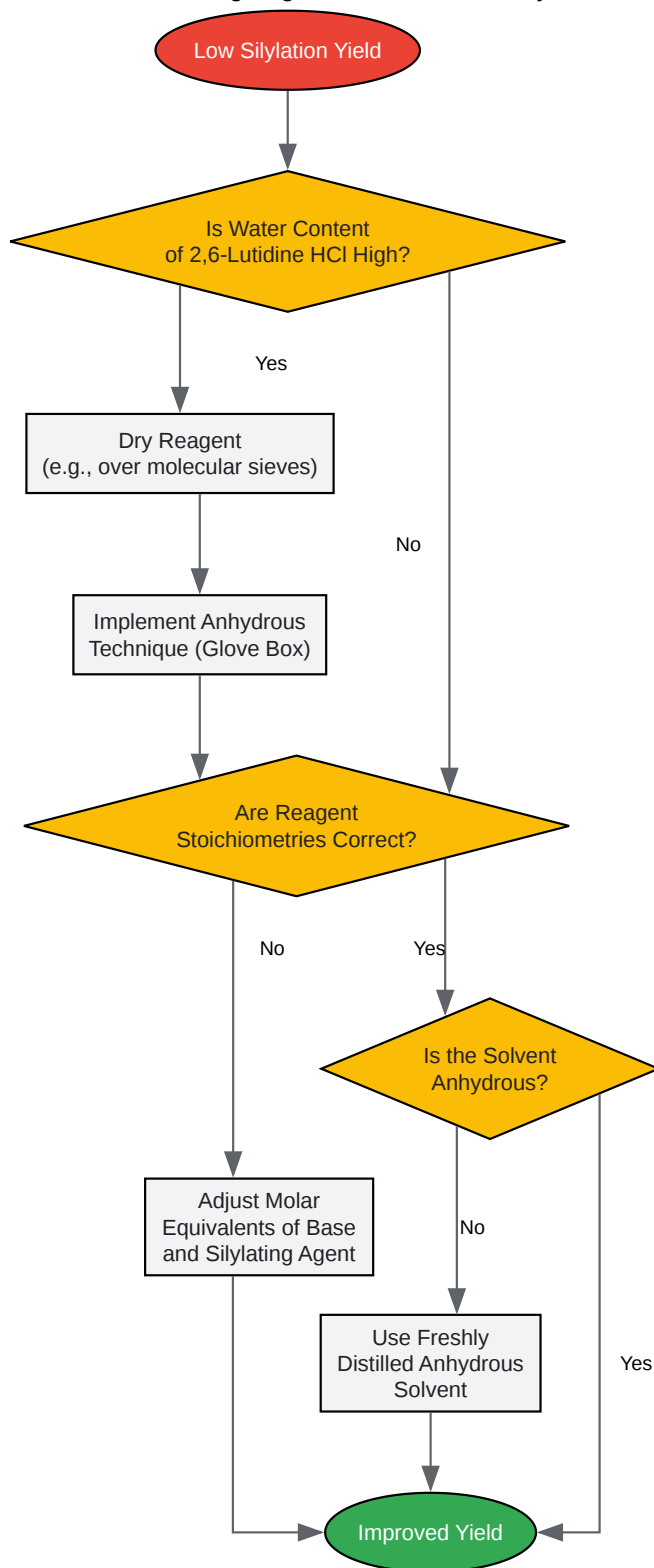 Low Silylation Yield
Is Water Content
of 2,6-Lutidine HCl High?
Yes
Dry Reagent
(e.g., over molecular sieves)
No
Implement Anhydrous
Technique (Glove Box)
Are Reagent
Stoichiometries Correct?
No
Yes
Is the Solvent
Anhydrous?
Adjust Molar
Equivalents of Base
and Silylating Agent
No
Use Freshly
Distilled Anhydrous
Solvent
Yes
Improved Yield